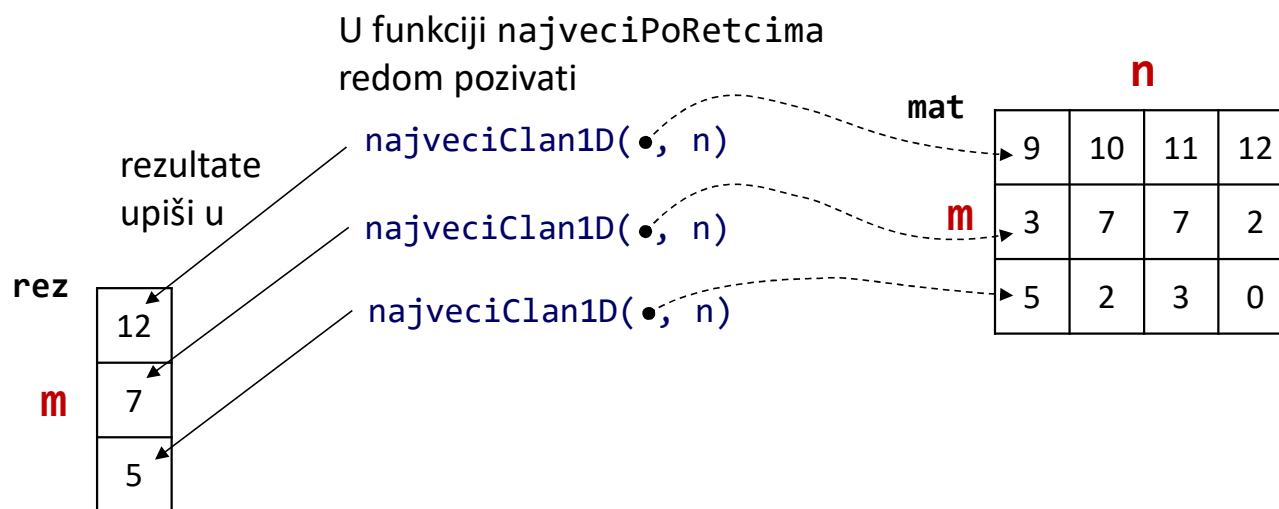 U funkciji najveciPoRetcima
redom pozivati
n
mat
najveciClan1D( , n)
9 10 11 12
rezultate
upiši u
najveciClan1D( , n)
m
3 7 7 2
rez
najveciClan1D( , n)
5 2 3 0
12
m
7
5